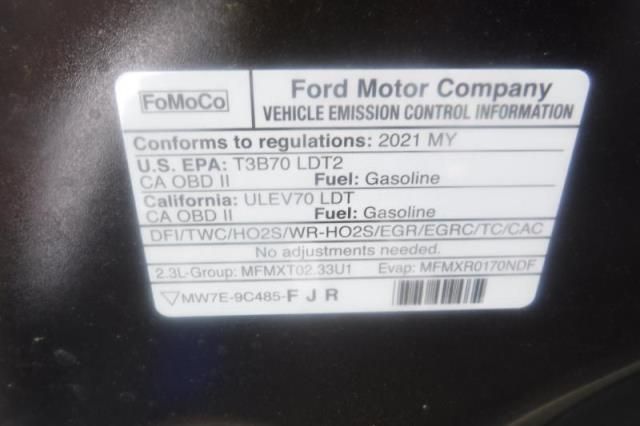 FoMoCo
Ford Motor Company
VEHICLE EMISSION CONTROL INFORMATION
Conforms to regulations: 2021 MY
U.S. EPA: T3B70 LDT2
CA OBD II Fuel: Gasoline
California: ULEV70 LDT
CA OBD II Fuel: Gasoline
DFI/TWC/HO2S/WR-HO2S/EGR/EGRC/TC/CAC
No adjustments needed.
2.3L-Group: MFMXT02.33U1 Evap: MFMXR0170NDF
MW7E-9C485-F J R